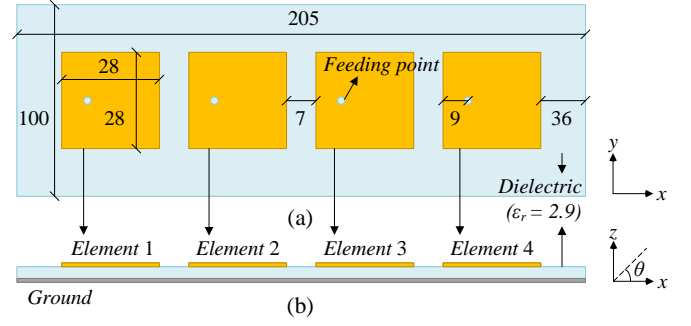 205
28
Feeding point
100
28
7
9
36
y
x
Dielectric
(εr = 2.9)
(a)
Element 1
Element 2
Element 3
Element 4
z
θ
x
Ground
(b)